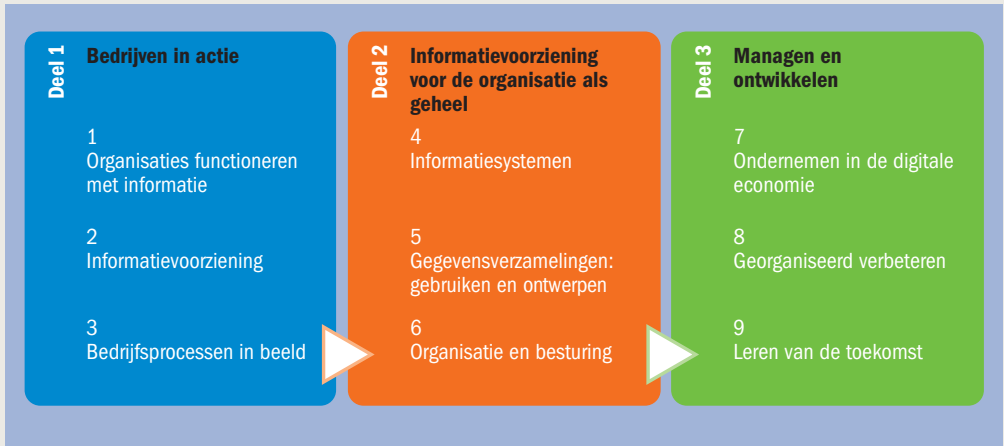 Deel 1
Bedrijven in actie
1
Organisaties functioneren
met informatie
2
Informatievoorziening
3
Bedrijfsprocessen in beeld
Deel 2
Informatievoorziening
voor de organisatie als
geheel
4
Informatiesystemen
5
Gegevensverzamelingen:
gebruiken en ontwerpen
6
Organisatie en besturing
Deel 3
Managen en
ontwikkelen
7
Ondernemen in de digitale
economie
8
Georganiseerd verbeteren
9
Leren van de toekomst